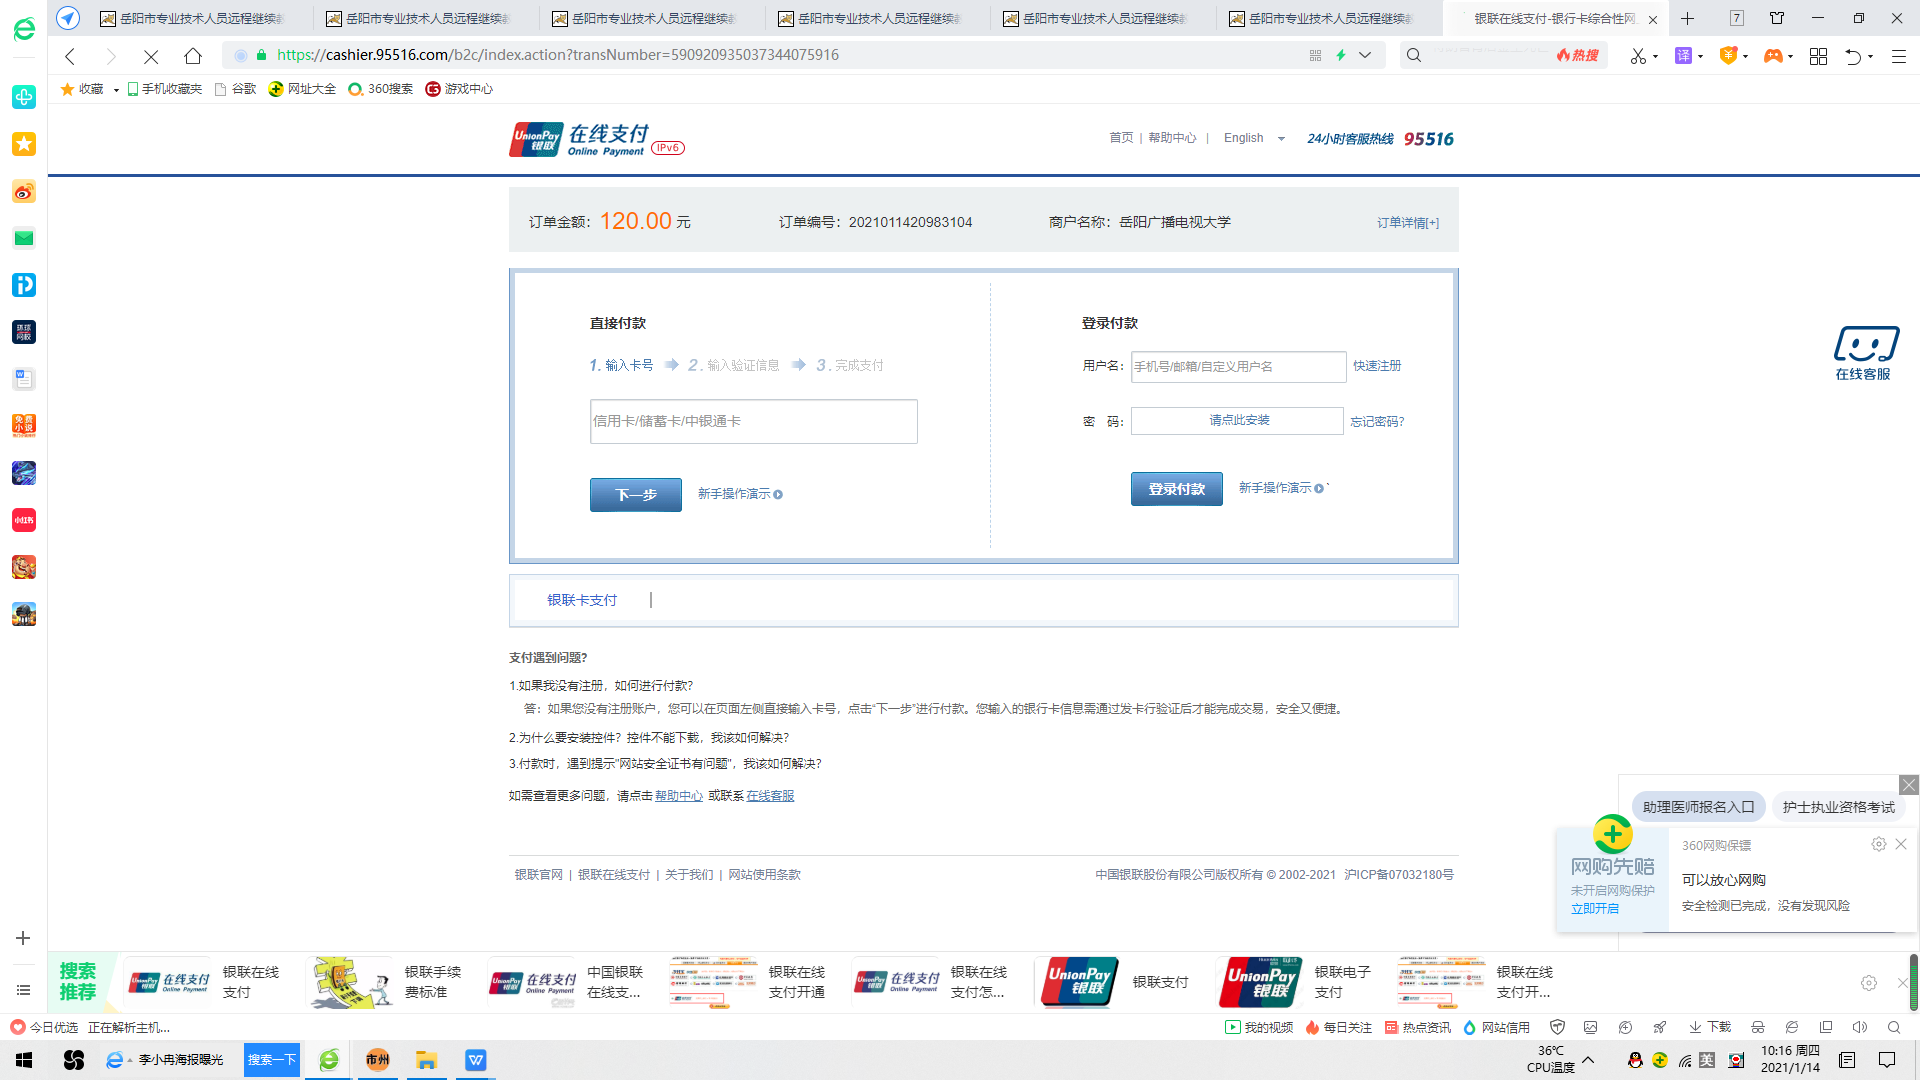 岳阳市专业技术人员远程继续教
岳阳市专业技术人员远程继续教
岳阳市专业技术人员远程继续教
岳阳市专业技术人员远程继续教
岳阳市专业技术人员远程继续教
岳阳市专业技术人员远程继续教
银联在线支付-银行卡综合性网
7
https://cashier.95516.com/b2c/index.action?transNumber=590920935037344075916
热搜
译
收藏
手机收藏夹
谷歌
网址大全
360搜索
游戏中心
UnionPay 银联
在线支付
Online Payment
IPv6
首页 | 帮助中心 | English
24小时客服热线 95516
订单金额：120.00 元
订单编号：2021011420983104
商户名称：岳阳广播电视大学
订单详情[+]
直接付款
1. 输入卡号
2. 输入验证信息
3. 完成支付
信用卡/储蓄卡/中银通卡
下一步
新手操作演示
登录付款
用户名：
手机号/邮箱/自定义用户名
快速注册
密 码：
请点此安装
忘记密码?
登录付款
新手操作演示
在线客服
银联卡支付
支付遇到问题?
1.如果我没有注册，如何进行付款?
答：如果您没有注册账户，您可以在页面左侧直接输入卡号，点击“下一步”进行付款。您输入的银行卡信息需通过发卡行验证后才能完成交易，安全又便捷。
2.为什么要安装控件？控件不能下载，我该如何解决?
3.付款时，遇到提示"网站安全证书有问题"，我该如何解决?
如需查看更多问题，请点击 帮助中心 或联系 在线客服
银联官网 | 银联在线支付 | 关于我们 | 网站使用条款
中国银联股份有限公司版权所有 © 2002-2021 沪ICP备07032180号
助理医师报名入口
护士执业资格考试
网购先赔
未开启网购保护
立即开启
360网购保镖
可以放心网购
安全检测已完成，没有发现风险
搜索
推荐
银联在线
支付
银联手续
费标准
中国银联
在线支...
银联在线
支付开通
银联在线
支付怎...
银联支付
银联电子
支付
银联在线
支付开...
今日优选
正在解析主机...
我的视频
每日关注
热点资讯
网站信用
下载
李小冉海报曝光
搜索一下
市州
36℃
CPU温度
英
10:16 周四
2021/1/14
环球
网校
免费
小说
小红书